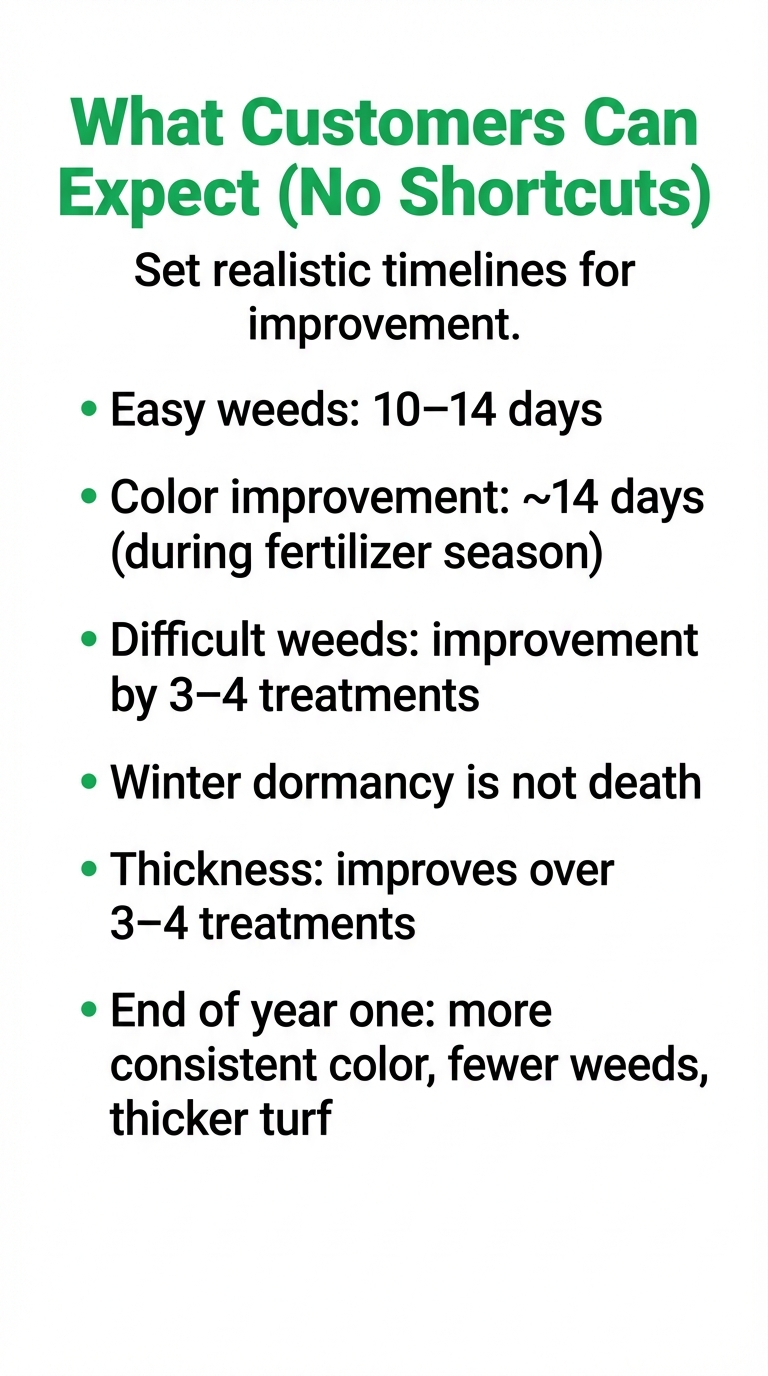 What Customers Can
Expect (No Shortcuts)
Set realistic timelines for
improvement.
• Easy weeds: 10–14 days
• Color improvement: ~14 days
(during fertilizer season)
• Difficult weeds: improvement
by 3–4 treatments
• Winter dormancy is not death
• Thickness: improves over
3–4 treatments
• End of year one: more
consistent color, fewer weeds,
thicker turf